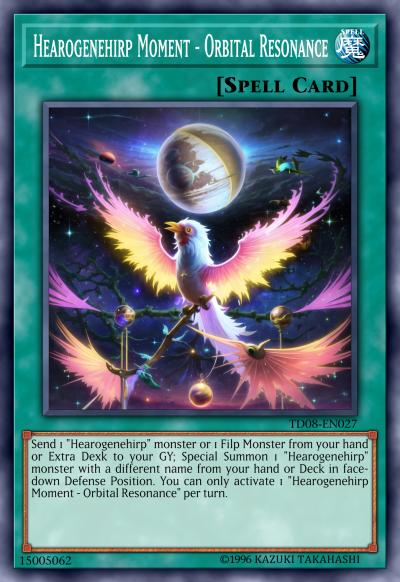 Hearogenehirp Moment - Orbital Resonance
SPELL
魔
[Spell Card]
TD08-EN027
Send 1 "Hearogenehirp" monster or 1 Filp Monster from your hand
or Extra Dexk to your GY; Special Summon 1 "Hearogenehirp"
monster with a different name from your hand or Deck in face-
down Defense Position. You can only activate 1 "Hearogenehirp
Moment - Orbital Resonance" per turn.
15005062
©1996 KAZUKI TAKAHASHI